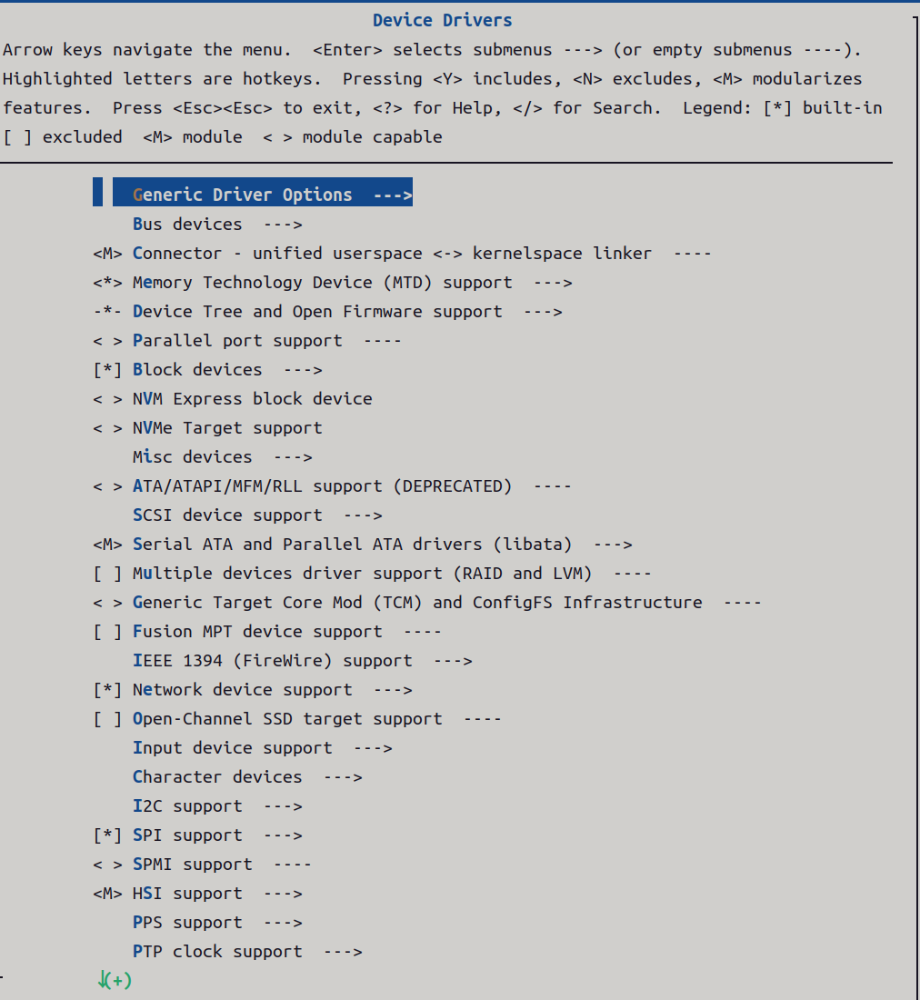 Device Drivers
Arrow keys navigate the menu.  <Enter> selects submenus ---> (or empty submenus ----).
Highlighted letters are hotkeys.  Pressing <Y> includes, <N> excludes, <M> modularizes
features.  Press <Esc><Esc> to exit, <?> for Help, </> for Search.  Legend: [*] built-in
[ ] excluded  <M> module  < > module capable
Generic Driver Options  --->
Bus devices  --->
<M> Connector - unified userspace <-> kernelspace linker  ----
<*> Memory Technology Device (MTD) support  --->
-*- Device Tree and Open Firmware support  --->
< > Parallel port support  ----
[*] Block devices  --->
< > NVM Express block device
< > NVMe Target support
Misc devices  --->
< > ATA/ATAPI/MFM/RLL support (DEPRECATED)  ----
SCSI device support  --->
<M> Serial ATA and Parallel ATA drivers (libata)  --->
[ ] Multiple devices driver support (RAID and LVM)  ----
< > Generic Target Core Mod (TCM) and ConfigFS Infrastructure  ----
[ ] Fusion MPT device support  ----
IEEE 1394 (FireWire) support  --->
[*] Network device support  --->
[ ] Open-Channel SSD target support  ----
Input device support  --->
Character devices  --->
I2C support  --->
[*] SPI support  --->
< > SPMI support  ----
<M> HSI support  --->
PPS support  --->
PTP clock support  --->
↓(+)